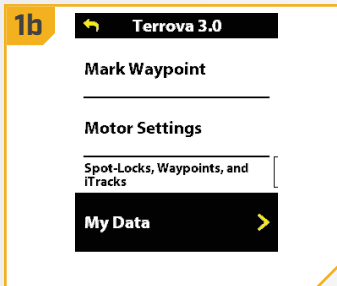 1b
Terrova 3.0
Mark Waypoint
Motor Settings
Spot-Locks, Waypoints, and
iTracks
My Data